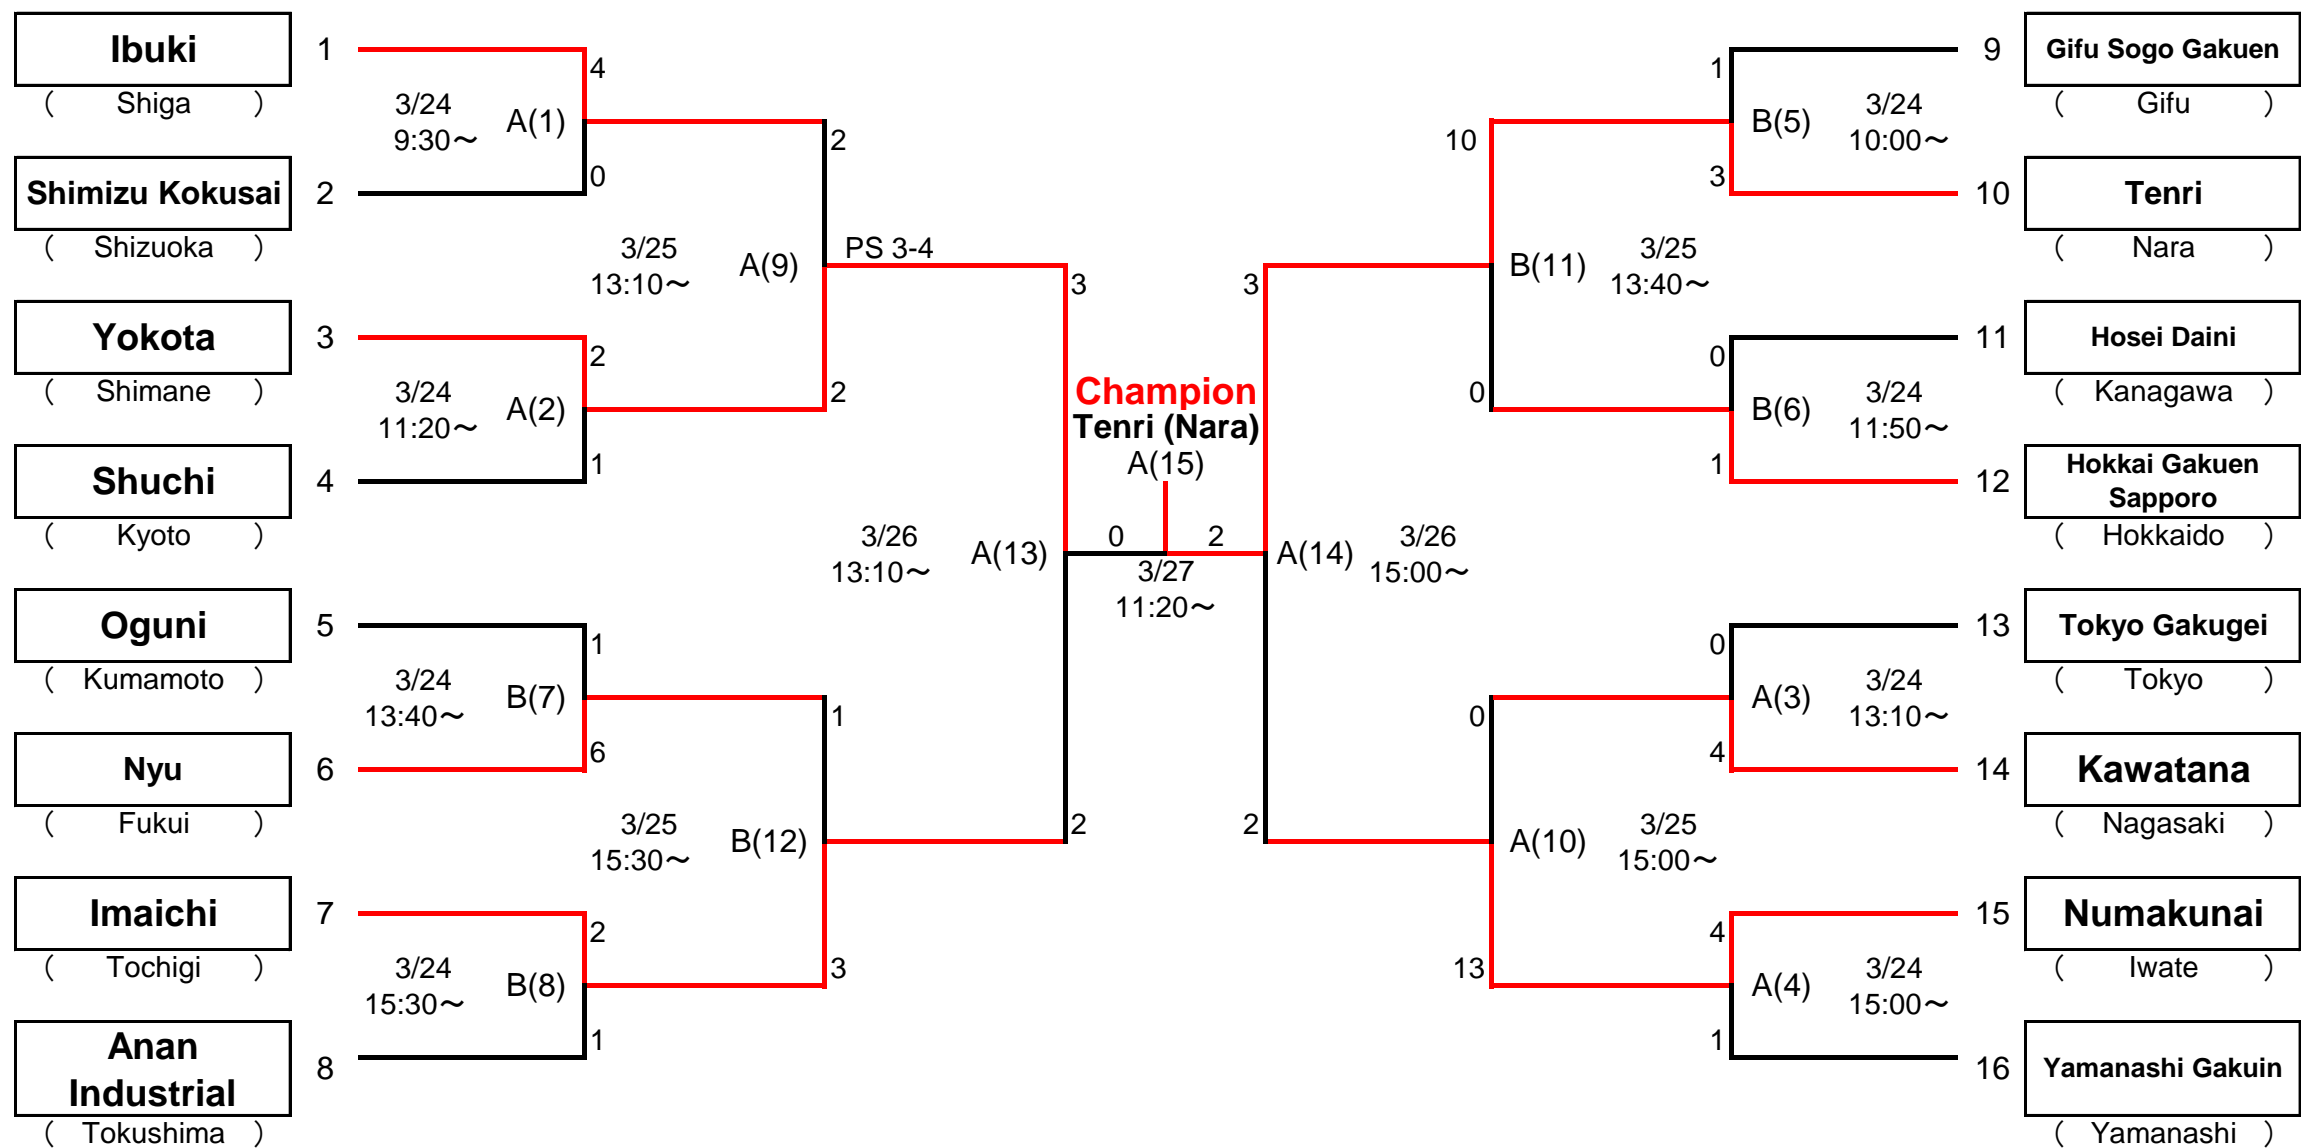 Ibuki
1
( Shiga )
4
3/24
9:30～
A(1)
0
Shimizu Kokusai
2
( Shizuoka )
2
3/25
13:10～
A(9)
PS 3-4
Yokota
3
( Shimane )
2
3/24
11:20～
A(2)
2
1
Shuchi
4
( Kyoto )
3
3/26
13:10～
A(13)
Oguni
5
( Kumamoto )
1
3/24
13:40～
B(7)
6
Nyu
6
( Fukui )
1
3/25
15:30～
B(12)
2
Imaichi
7
( Tochigi )
2
3/24
15:30～
B(8)
3
1
Anan
Industrial
8
( Tokushima )
Champion
Tenri (Nara)
A(15)
0
2
3/27
11:20～
9
Gifu Sogo Gakuen
( Gifu )
1
B(5)
3/24
10:00～
3
10
Tenri
( Nara )
10
B(11)
3/25
13:40～
3
11
Hosei Daini
( Kanagawa )
0
B(6)
3/24
11:50～
0
1
12
Hokkai Gakuen
Sapporo
( Hokkaido )
A(14)
3/26
15:00～
13
Tokyo Gakugei
( Tokyo )
0
A(3)
3/24
13:10～
4
14
Kawatana
( Nagasaki )
0
A(10)
3/25
15:00～
2
15
Numakunai
( Iwate )
4
A(4)
3/24
15:00～
13
1
16
Yamanashi Gakuin
( Yamanashi )